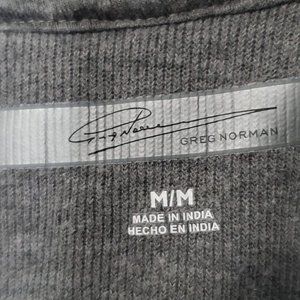 GREG NORMAN
M/M
MADE IN INDIA
HECHO EN INDIA